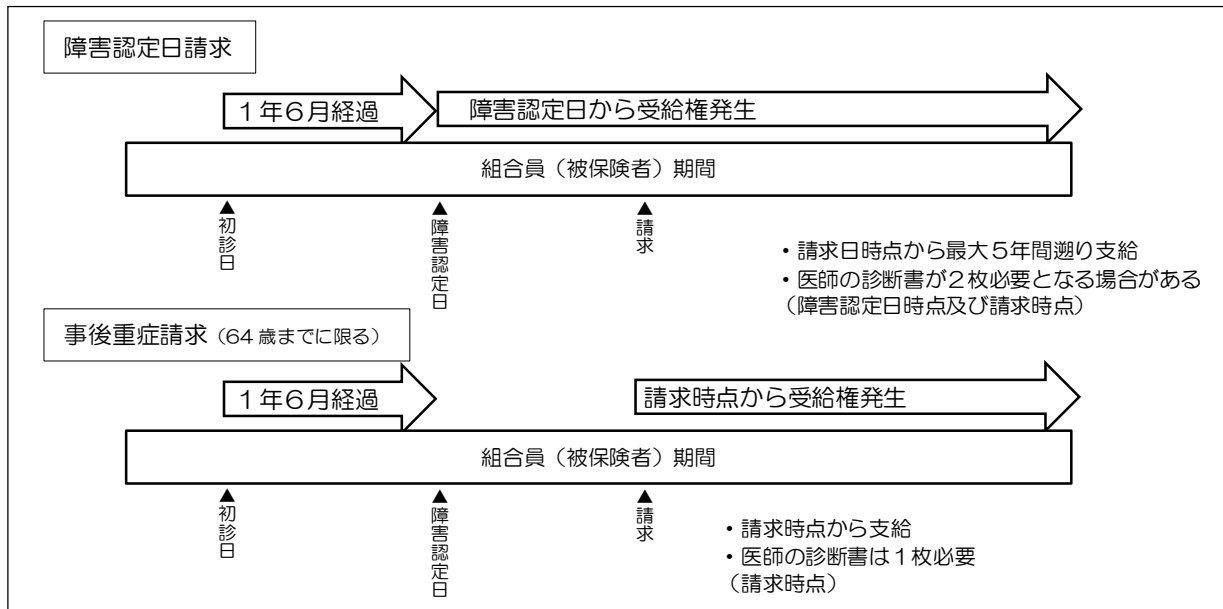 障害認定日請求
１年６月経過
障害認定日から受給権発生
組合員（被保険者）期間
▲初診日
▲障害認定日
▲請求
・請求日時点から最大５年間遡り支給
・医師の診断書が２枚必要となる場合がある
（障害認定日時点及び請求時点）
事後重症請求（64歳までに限る）
１年６月経過
請求時点から受給権発生
組合員（被保険者）期間
▲初診日
▲障害認定日
▲請求
・請求時点から支給
・医師の診断書は１枚必要
（請求時点）